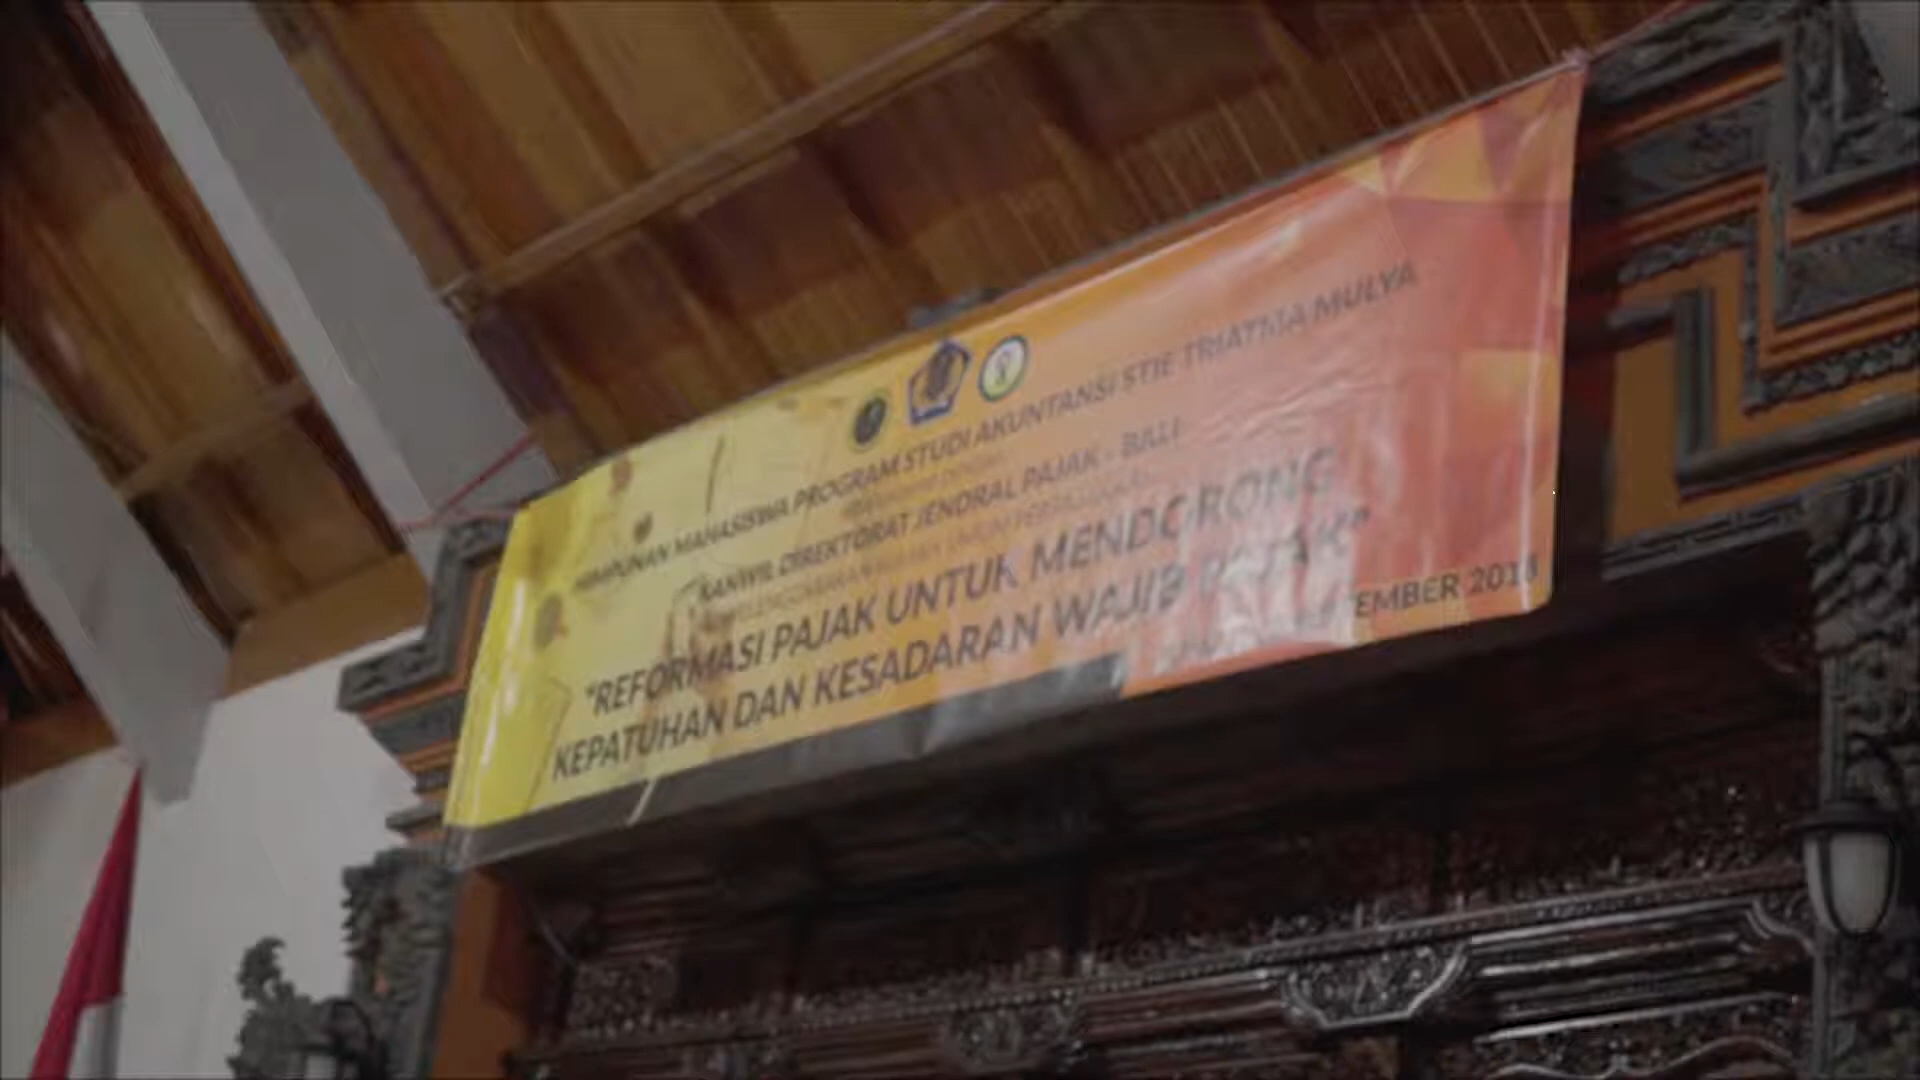 HIMPUNAN MAHASISWA PROGRAM STUDI AKUNTANSI STIE TRIATMA MULYA
KANWIL DIREKTORAT JENDRAL PAJAK - BALI
"REFORMASI PAJAK UNTUK MENDORONG
KEPATUHAN DAN KESADARAN WAJIB PAJAK"